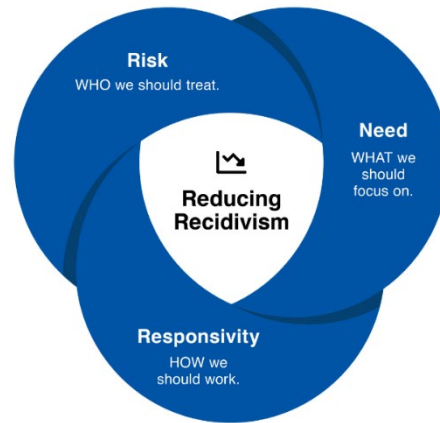 Risk
WHO we should treat.
Need
WHAT we
should
focus on.
Reducing
Recidivism
Responsivity
HOW we
should work.